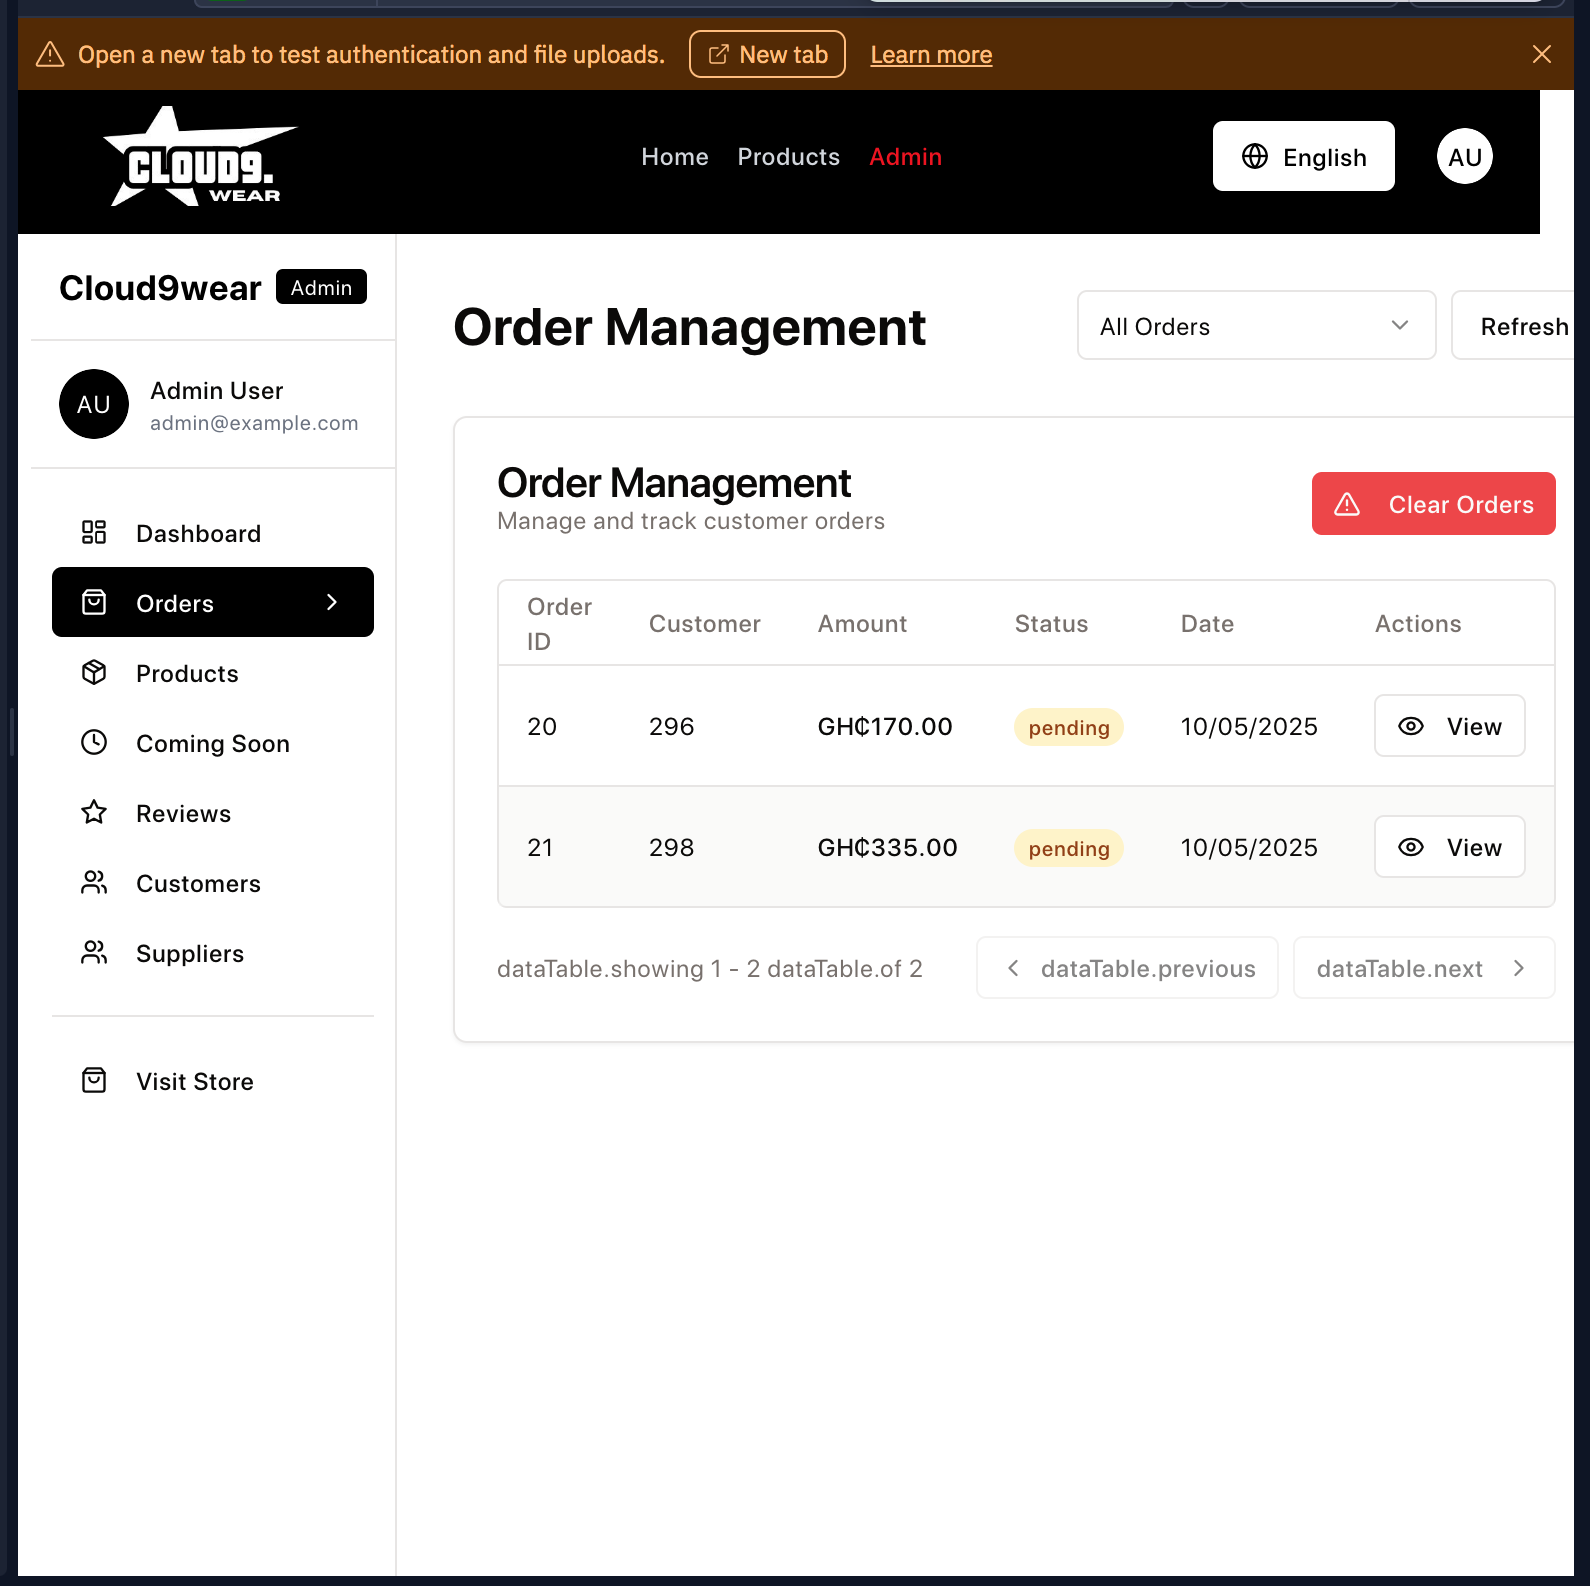 Open a new tab to test authentication and file uploads. New tab Learn more
CLOUD9.
WEAR
Home Products Admin
English
AU
Cloud9wear Admin
AU
Admin User
admin@example.com
Dashboard
Orders
Products
Coming Soon
Reviews
Customers
Suppliers
Visit Store
Order Management
All Orders
Refresh
Order Management
Manage and track customer orders
Clear Orders
Order ID Customer Amount Status Date Actions
20 296 GH₵170.00 pending 10/05/2025 View
21 298 GH₵335.00 pending 10/05/2025 View
dataTable.showing 1 - 2 dataTable.of 2
dataTable.previous
dataTable.next